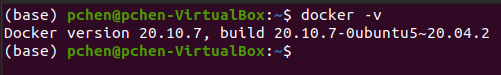 (base) pchen@pchen-VirtualBox:~$ docker -v
Docker version 20.10.7, build 20.10.7-0ubuntu5~20.04.2
(base) pchen@pchen-VirtualBox:~$